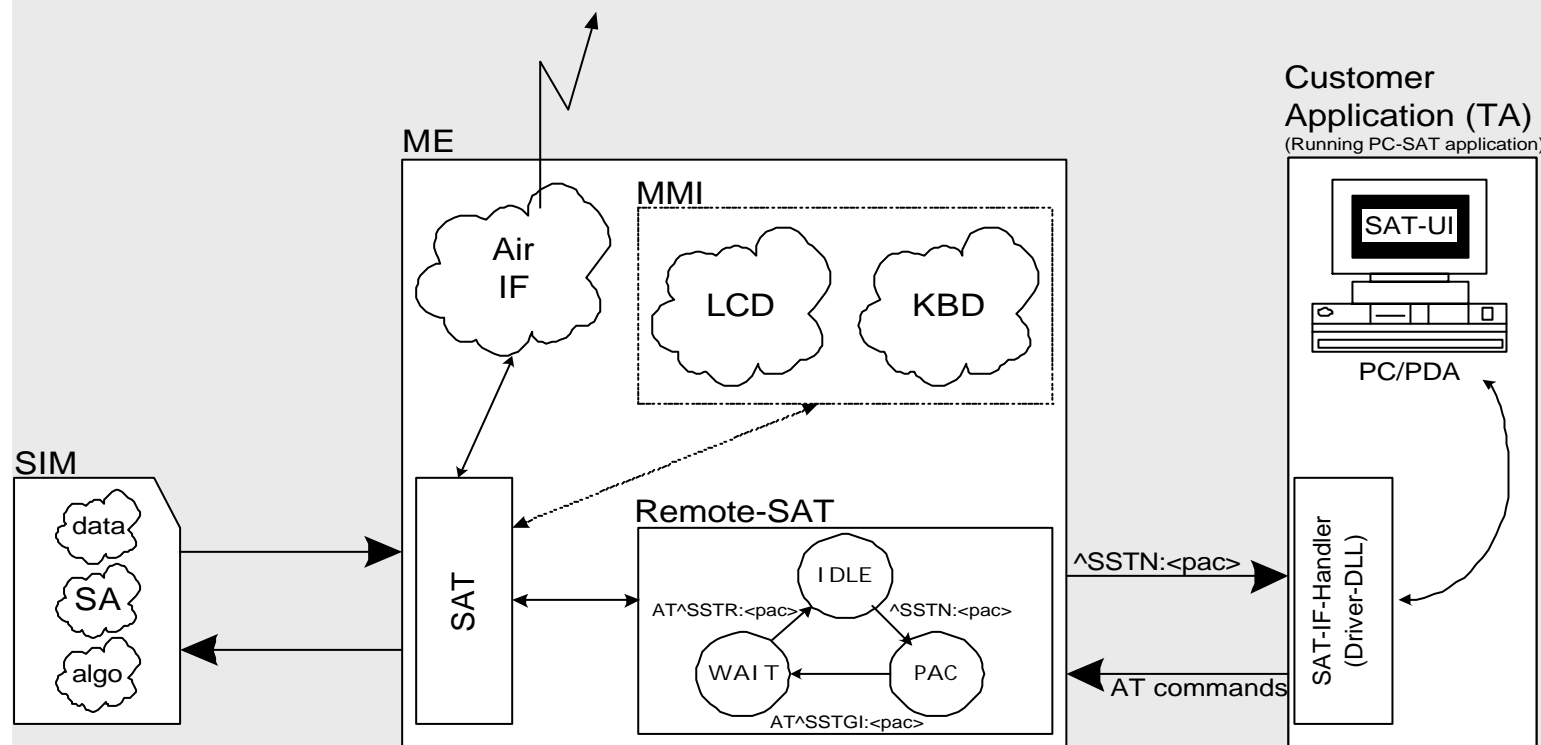 Customer
Application (TA)
(Running PC-SAT application)
ME
MMI
Air
IF
LCD
KBD
SAT-UI
PC/PDA
SIM
data
SA
algo
SAT
Remote-SAT
IDLE
AT^SSTR:<pac>
^SSTN:<pac>
WAIT
PAC
AT^SSTGI:<pac>
^SSTN:<pac>
AT commands
SAT-IF-Handler
(Driver-DLL)